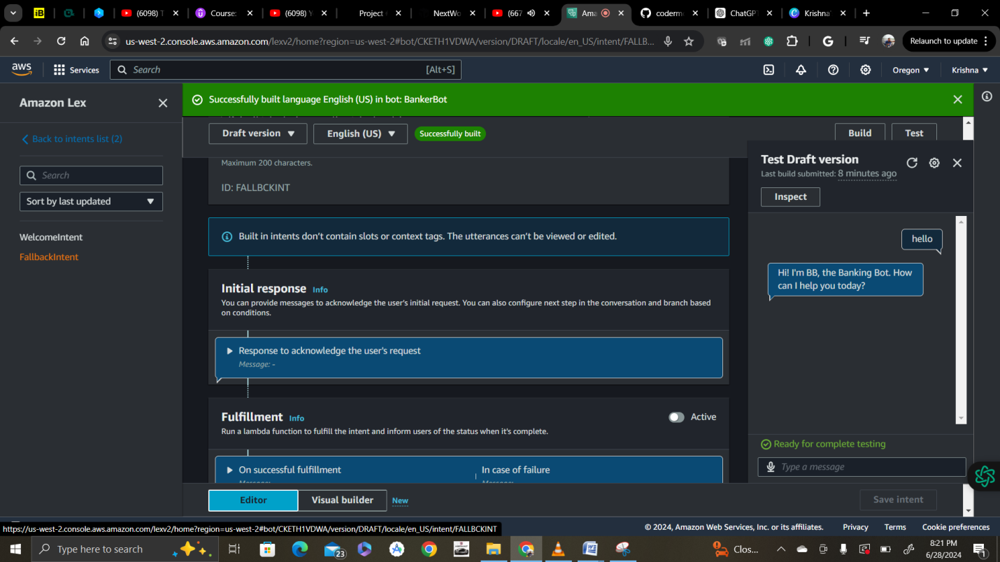 iB
(6098) T
Course:
(6098) Y
Project
NextWo
(667
Ama
coderm
ChatGPT
Krishna'
us-west-2.console.aws.amazon.com/lexv2/home?region=us-west-2#bot/CKETH1VDWA/version/DRAFT/locale/en_US/intent/FALLB...
Relaunch to update
aws
Services
Search
[Alt+S]
Oregon
Krishna
Amazon Lex
Successfully built language English (US) in bot: BankerBot
Back to intents list (2)
Search
Sort by last updated
WelcomeIntent
FallbackIntent
Draft version
English (US)
Successfully built
Build
Test
Maximum 200 characters.
ID: FALLBCKINT
Built in intents don't contain slots or context tags. The utterances can't be viewed or edited.
Initial response Info
You can provide messages to acknowledge the user's initial request. You can also configure next step in the conversation and branch based
on conditions.
Response to acknowledge the user's request
Message: -
Fulfillment Info
Active
Run a lambda function to fulfill the intent and inform users of the status when it's complete.
On successful fulfillment
In case of failure
Editor
Visual builder
New
Save intent
Test Draft version
Last build submitted: 8 minutes ago
Inspect
hello
Hi! I'm BB, the Banking Bot. How
can I help you today?
Ready for complete testing
Type a message
https://us-west-2.console.aws.amazon.com/lexv2/home?region=us-west-2#bot/CKETH1VDWA/version/DRAFT/locale/en_US/intent/FALLBCKINT
© 2024, Amazon Web Services, Inc. or its affiliates.
Privacy
Terms
Cookie preferences
Type here to search
23
Clos...
8:21 PM
6/28/2024
1